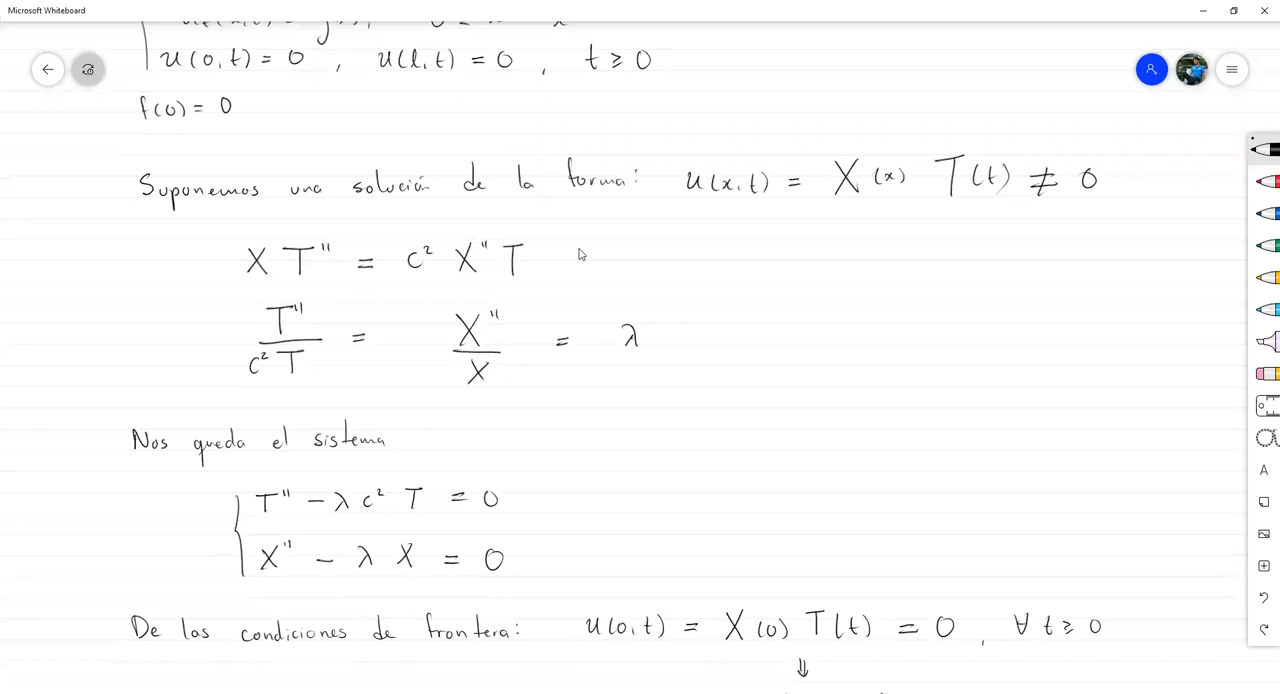 Microsoft Whiteboard
u(0,t) = 0 , u(l,t) = 0 , t ≥ 0
f(0) = 0
Suponemos una solución de la forma: u(x,t) = X(x) T(t) ≠ 0
X T" = c² X" T
T" / c² T = X" / X = λ
Nos queda el sistema
T" - λ c² T = 0
X" - λ X = 0
De las condiciones de frontera: u(0,t) = X(0) T(t) = 0 , ∀ t ≥ 0
⇓